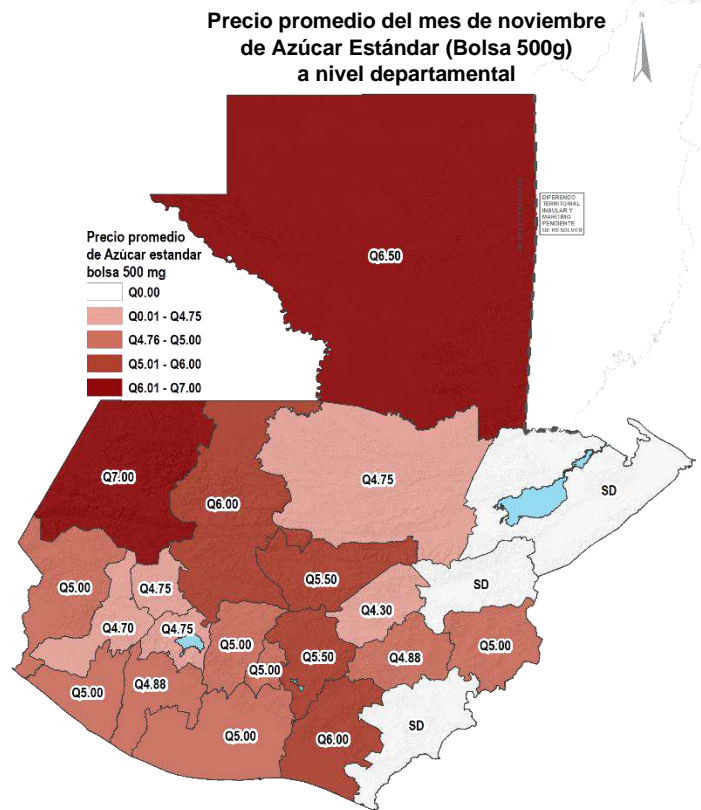 Precio promedio del mes de noviembre
de Azúcar Estándar (Bolsa 500g)
a nivel departamental
N
DIFERENDO
TERRITORIAL
INSULAR Y
MARÍTIMO
PENDIENTE
DE RESOLVER
Precio promedio
de Azúcar estandar
bolsa 500 mg
Q0.00
Q0.01 - Q4.75
Q4.76 - Q5.00
Q5.01 - Q6.00
Q6.01 - Q7.00
Q6.50
Q7.00
Q6.00
Q4.75
SD
Q5.50
SD
Q5.00
Q4.75
Q4.30
Q4.70
Q4.75
Q5.00
Q5.00
Q5.50
Q4.88
Q5.00
Q5.00
Q4.88
Q5.00
Q6.00
SD